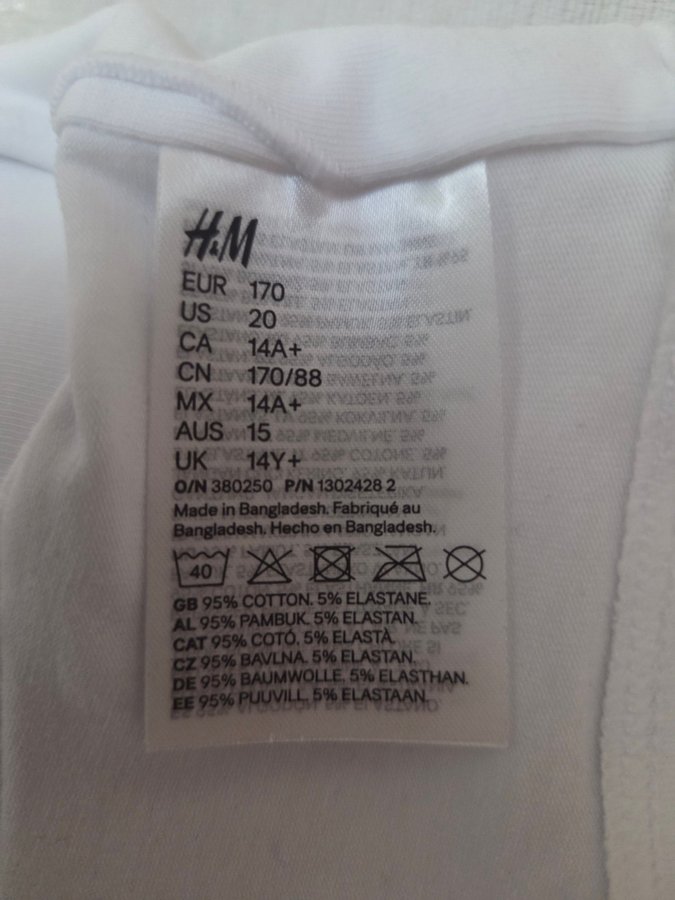 H&M
EUR 170
US 20
CA 14A+
CN 170/88
MX 14A+
AUS 15
UK 14Y+
O/N 380250 P/N 1302428 2
Made in Bangladesh. Fabriqué au
Bangladesh. Hecho en Bangladesh.
40
GB 95% COTTON. 5% ELASTANE.
AL 95% PAMBUK. 5% ELASTAN.
CAT 95% COTÓ. 5% ELASTÀ.
CZ 95% BAVLNA. 5% ELASTAN.
DE 95% BAUMWOLLE. 5% ELASTHAN.
EE 95% PUUVILL. 5% ELASTAAN.